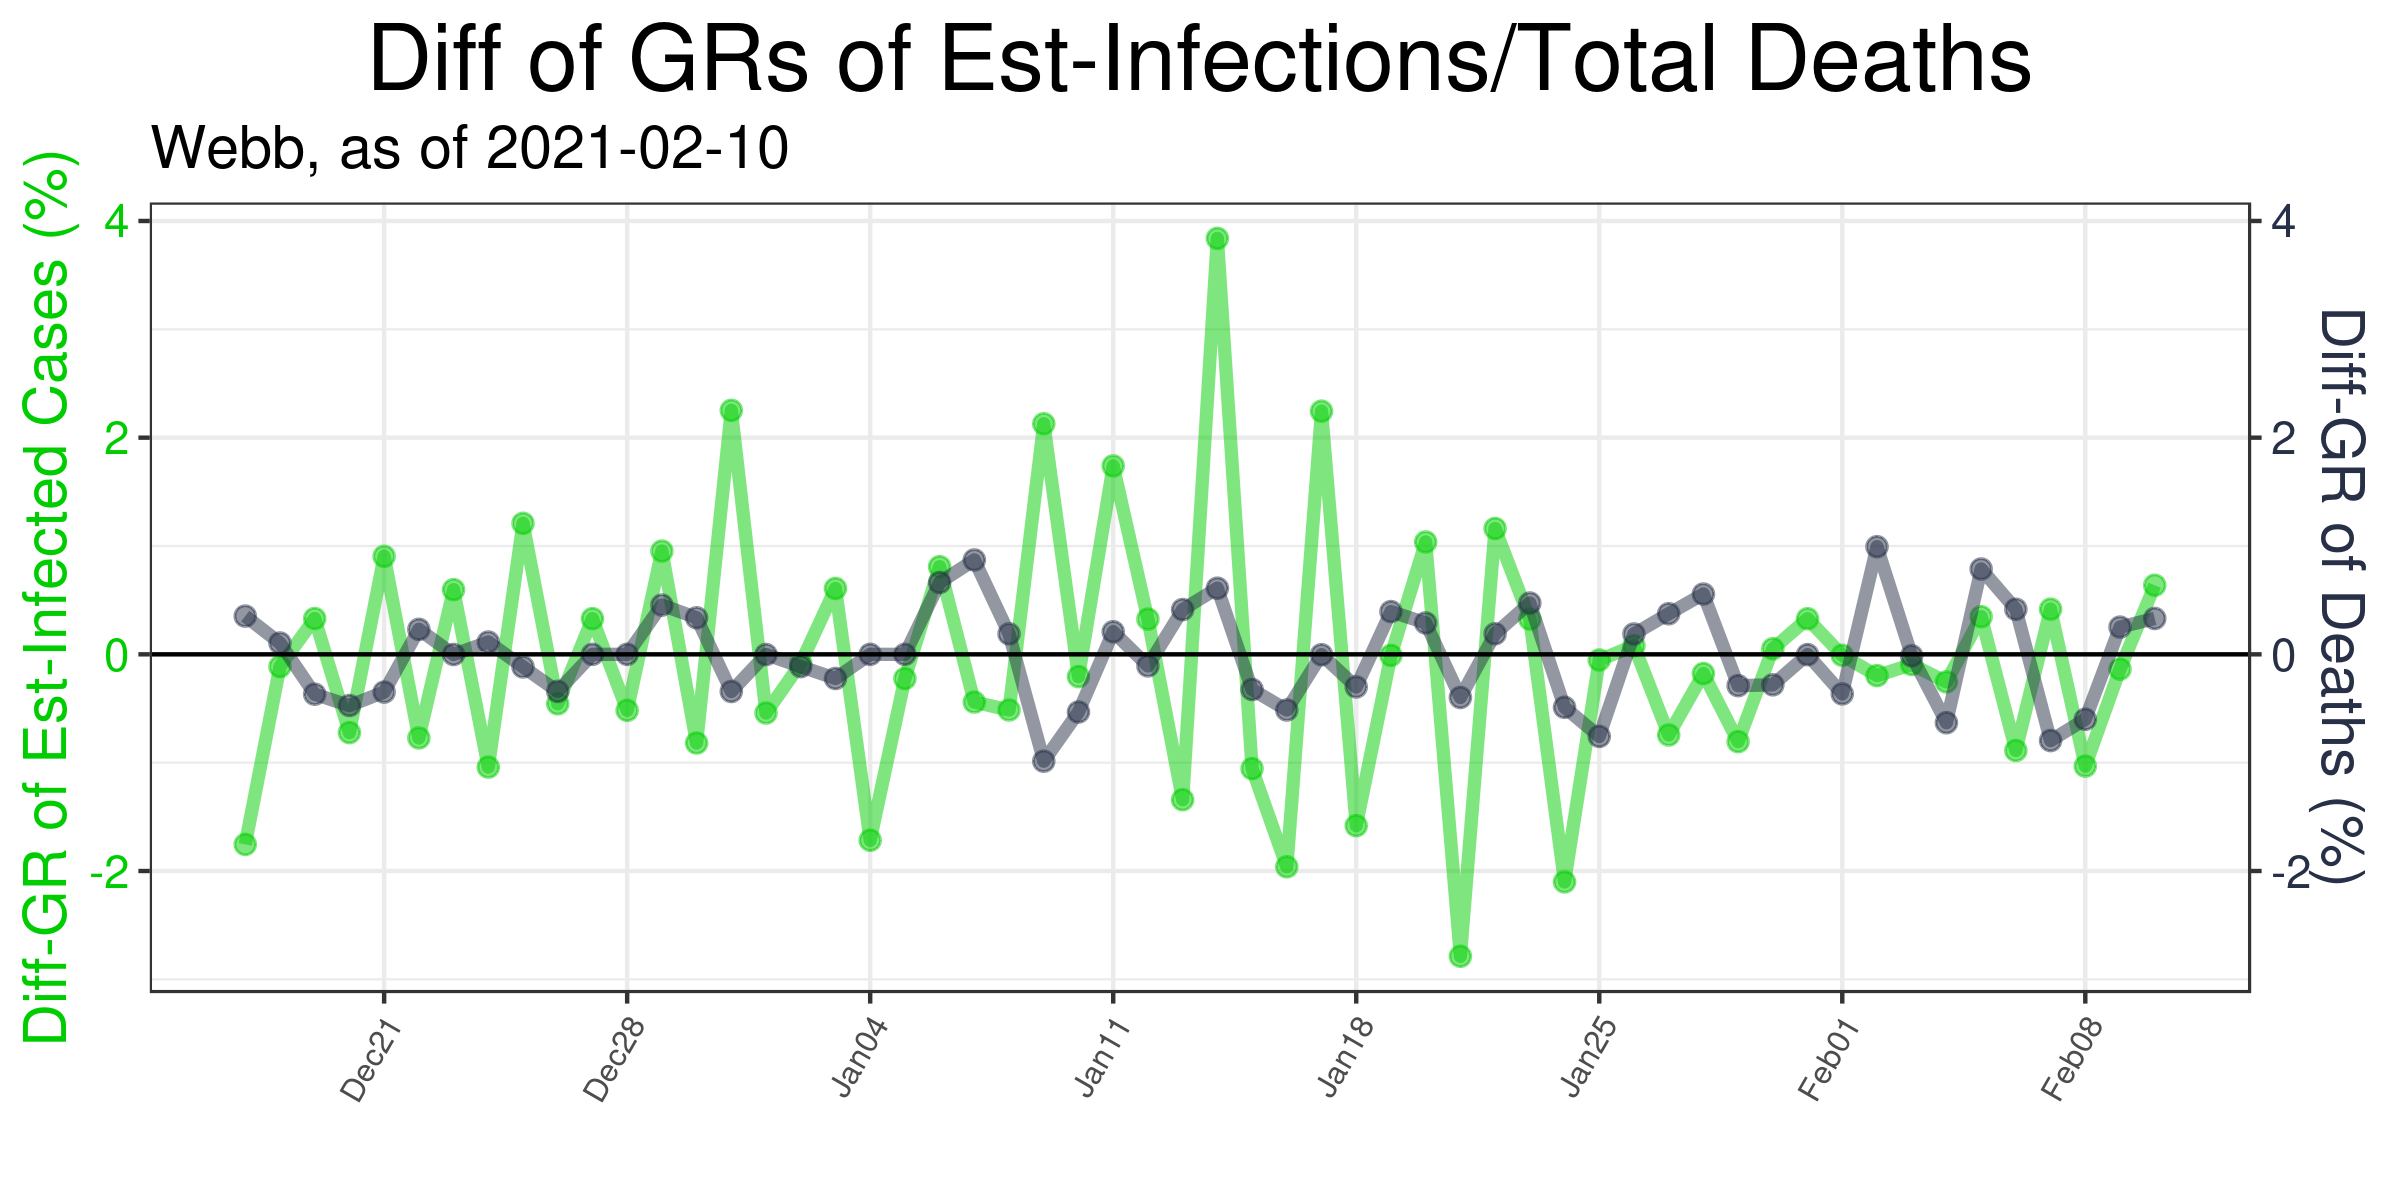 Diff of GRs of Est-Infections/Total Deaths
Webb, as of 2021-02-10
Diff-GR of Est-Infected Cases (%)
4
2
0
-2
4
2
0
-2
Diff-GR of Deaths (%)
Dec21
Dec28
Jan04
Jan11
Jan18
Jan25
Feb01
Feb08